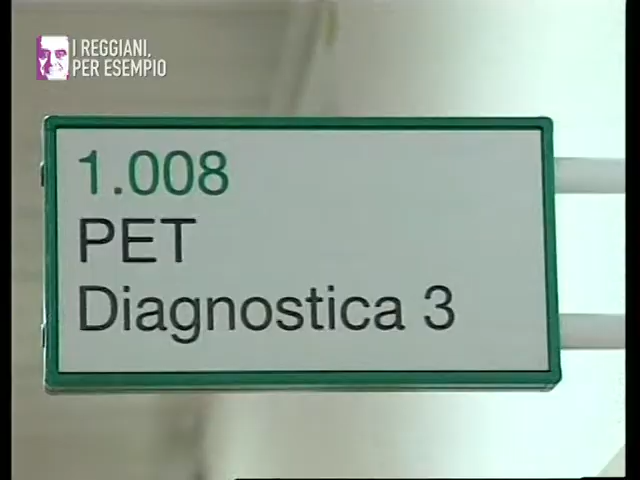 I REGGIANI,
PER ESEMPIO
1.008
PET
Diagnostica 3